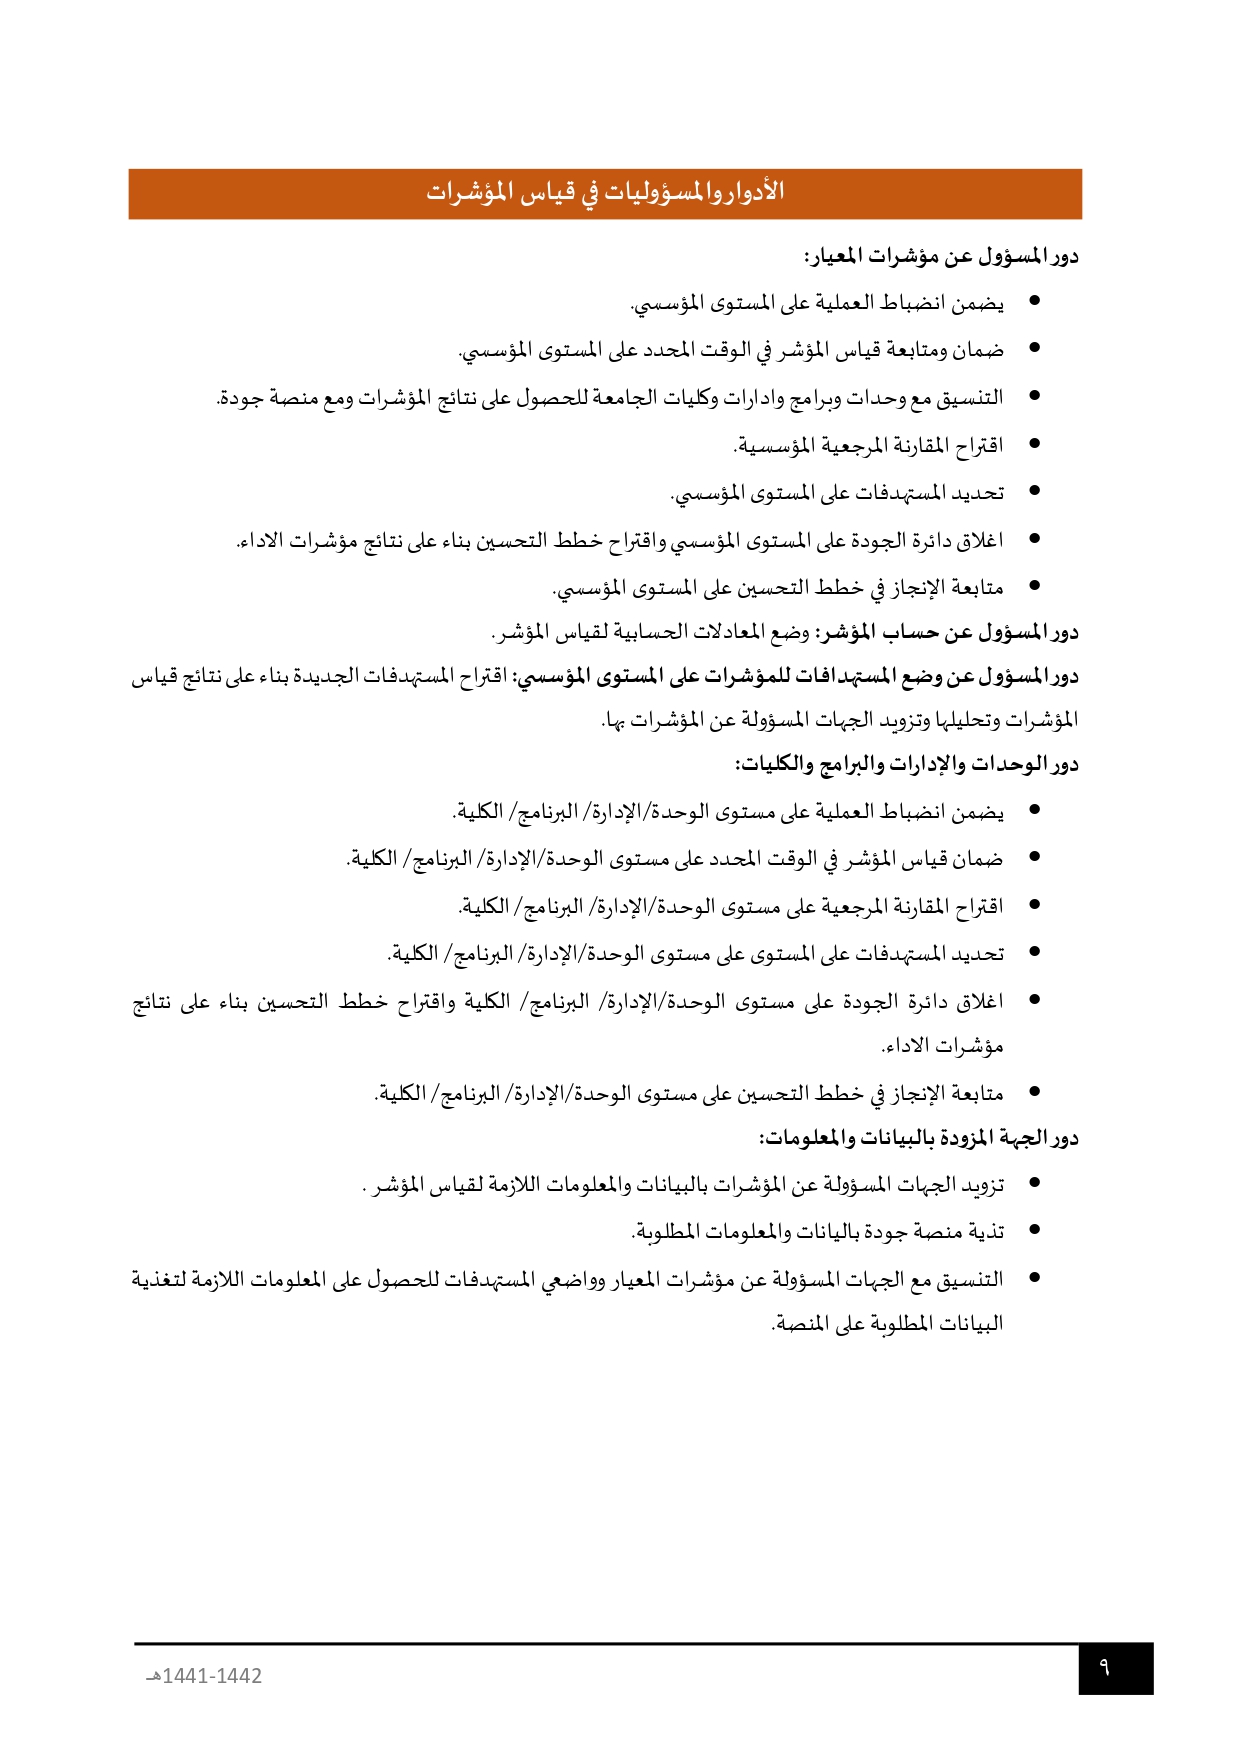 الأدوار والمسؤوليات في قياس المؤشرات
دور المسؤول عن مؤشرات المعيار:
● يضمن انضباط العملية على المستوى المؤسسي.
● ضمان ومتابعة قياس المؤشر في الوقت المحدد على المستوى المؤسسي.
● التنسيق مع وحدات وبرامج وادارات وكليات الجامعة للحصول على نتائج المؤشرات ومع منصة جودة.
● اقتراح المقارنة المرجعية المؤسسية.
● تحديد المستهدفات على المستوى المؤسسي.
● اغلاق دائرة الجودة على المستوى المؤسسي واقتراح خطط التحسين بناء على نتائج مؤشرات الاداء.
● متابعة الإنجاز في خطط التحسين على المستوى المؤسسي.
دور المسؤول عن حساب المؤشر: وضع المعادلات الحسابية لقياس المؤشر.
دور المسؤول عن وضع المستهدافات للمؤشرات على المستوى المؤسسي: اقتراح المستهدفات الجديدة بناء على نتائج قياس
المؤشرات وتحليلها وتزويد الجهات المسؤولة عن المؤشرات بها.
دور الوحدات والإدارات والبرامج والكليات:
● يضمن انضباط العملية على مستوى الوحدة/الإدارة/ البرنامج/ الكلية.
● ضمان قياس المؤشر في الوقت المحدد على مستوى الوحدة/الإدارة/ البرنامج/ الكلية.
● اقتراح المقارنة المرجعية على مستوى الوحدة/الإدارة/ البرنامج/ الكلية.
● تحديد المستهدفات على المستوى على مستوى الوحدة/الإدارة/ البرنامج/ الكلية.
● اغلاق دائرة الجودة على مستوى الوحدة/الإدارة/ البرنامج/ الكلية واقتراح خطط التحسين بناء على نتائج
مؤشرات الاداء.
● متابعة الإنجاز في خطط التحسين على مستوى الوحدة/الإدارة/ البرنامج/ الكلية.
دور الجهة المزودة بالبيانات والمعلومات:
● تزويد الجهات المسؤولة عن المؤشرات بالبيانات والمعلومات اللازمة لقياس المؤشر .
● تذية منصة جودة باليانات والمعلومات المطلوبة.
● التنسيق مع الجهات المسؤولة عن مؤشرات المعيار وواضعي المستهدفات للحصول على المعلومات اللازمة لتغذية
البيانات المطلوبة على المنصة.
٩
1441-1442هـ